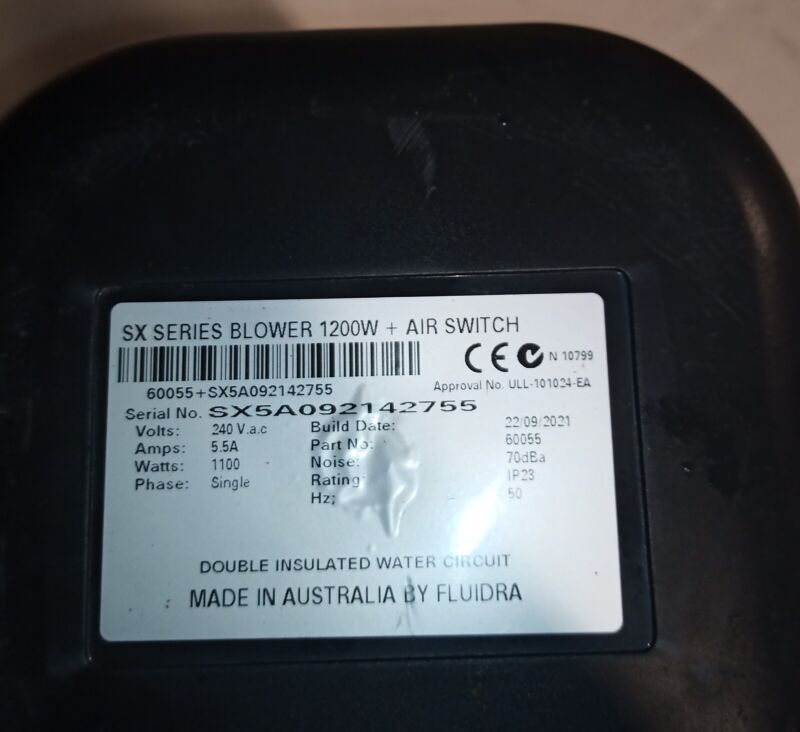 SX SERIES BLOWER 1200W + AIR SWITCH
CE N 10799
60055+SX5A092142755
Approval No. ULL-101024-EA
Serial No. SX5A092142755
Volts: 240 V.a.c Build Date: 22/09/2021
Amps: 5.5A Part No: 60055
Watts: 1100 Noise: 70dBa
Phase: Single Rating: IP23
Hz; 50
DOUBLE INSULATED WATER CIRCUIT
MADE IN AUSTRALIA BY FLUIDRA